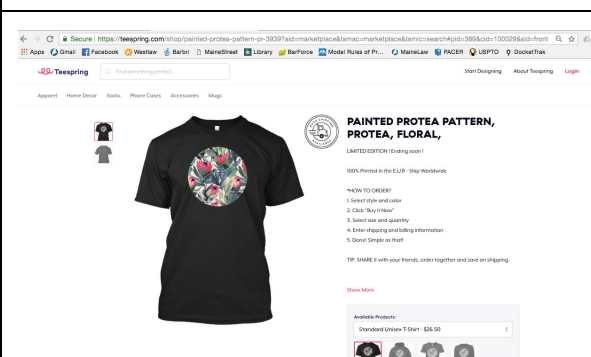 Secure | https://teespring.com/shop/painted-protea-pattern-pr-3939?aid=marketplace&tsmac=marketplace&tsmic=search#pid=389&cid=100029&sid=front
Apps Gmail Facebook Westlaw Barbri MaineStreet Library BarForce Model Rules of Pr... MaineLaw PACER USPTO DocketTrak
Teespring
Find something perfect
Start Designing About Teespring Login
Apparel Home Decor Socks Phone Cases Accessories Mugs
PAINTED PROTEA PATTERN,
PROTEA, FLORAL,
LIMITED EDITION ! Ending soon !
100% Printed in the E.U.R - Ship Worldwide
*HOW TO ORDER?
1. Select style and color
2. Click "Buy it Now"
3. Select size and quantity
4. Enter shipping and billing information
5. Done! Simple as that!
TIP: SHARE it with your friends, order together and save on shipping.
Show More
Available Products:
Standard Unisex T-Shirt - $26.50